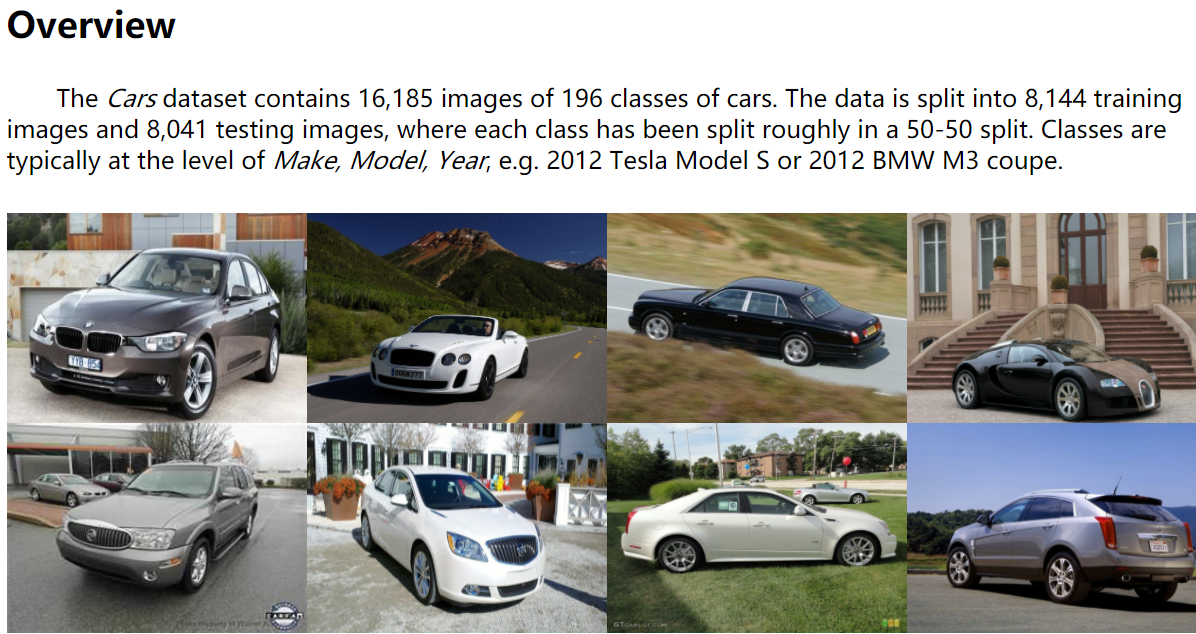 Overview
The Cars dataset contains 16,185 images of 196 classes of cars. The data is split into 8,144 training
images and 8,041 testing images, where each class has been split roughly in a 50-50 split. Classes are
typically at the level of Make, Model, Year, e.g. 2012 Tesla Model S or 2012 BMW M3 coupe.
GTCARLOT.COM